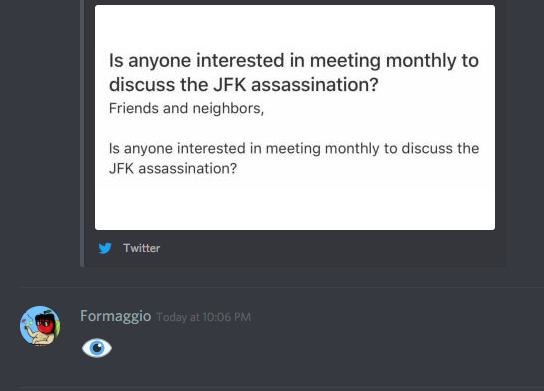 Is anyone interested in meeting monthly to
discuss the JFK assassination?
Friends and neighbors,
Is anyone interested in meeting monthly to discuss the
JFK assassination?
Twitter
Formaggio Today at 10:06 PM